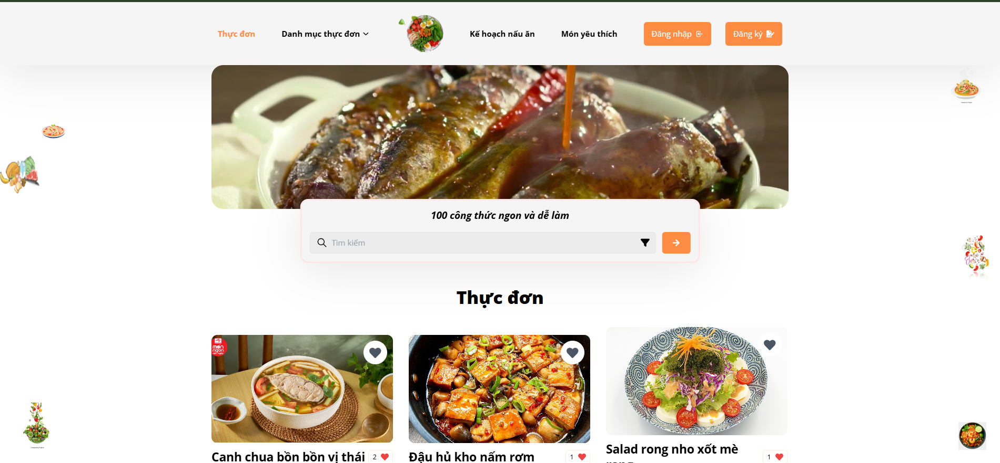 Thực đơn
Danh mục thực đơn
Kế hoạch nấu ăn
Món yêu thích
Đăng nhập
Đăng ký
100 công thức ngon và dễ làm
Tìm kiếm
Thực đơn
món
ngon
Canh chua bồn bồn vị thái
2
Đậu hủ kho nấm rơm
1
Salad rong nho xốt mè
1